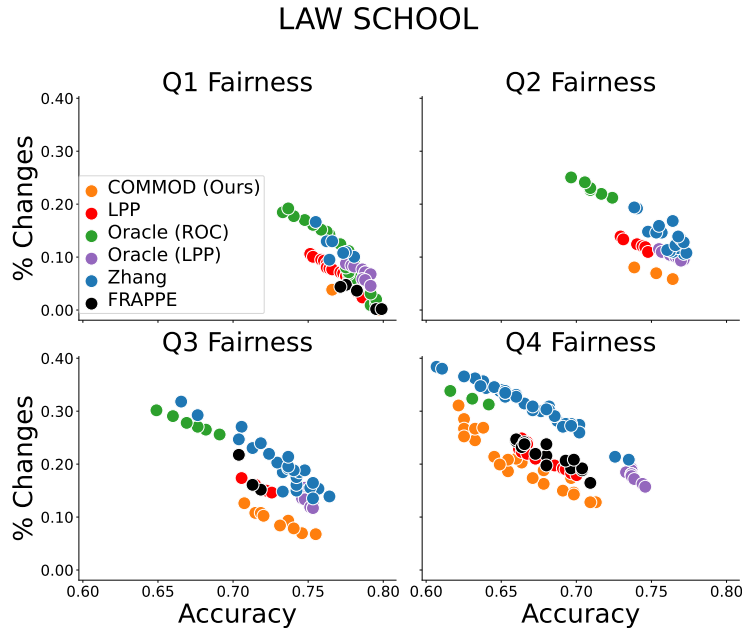 LAW SCHOOL
Q1 Fairness
Q2 Fairness
% Changes
0.40
0.30
0.20
0.10
0.00
COMMOD (Ours)
LPP
Oracle (ROC)
Oracle (LPP)
Zhang
FRAPPE
Q3 Fairness
Q4 Fairness
% Changes
0.40
0.30
0.20
0.10
0.00
0.60 0.65 0.70 0.75 0.80
0.60 0.65 0.70 0.75 0.80
Accuracy
Accuracy